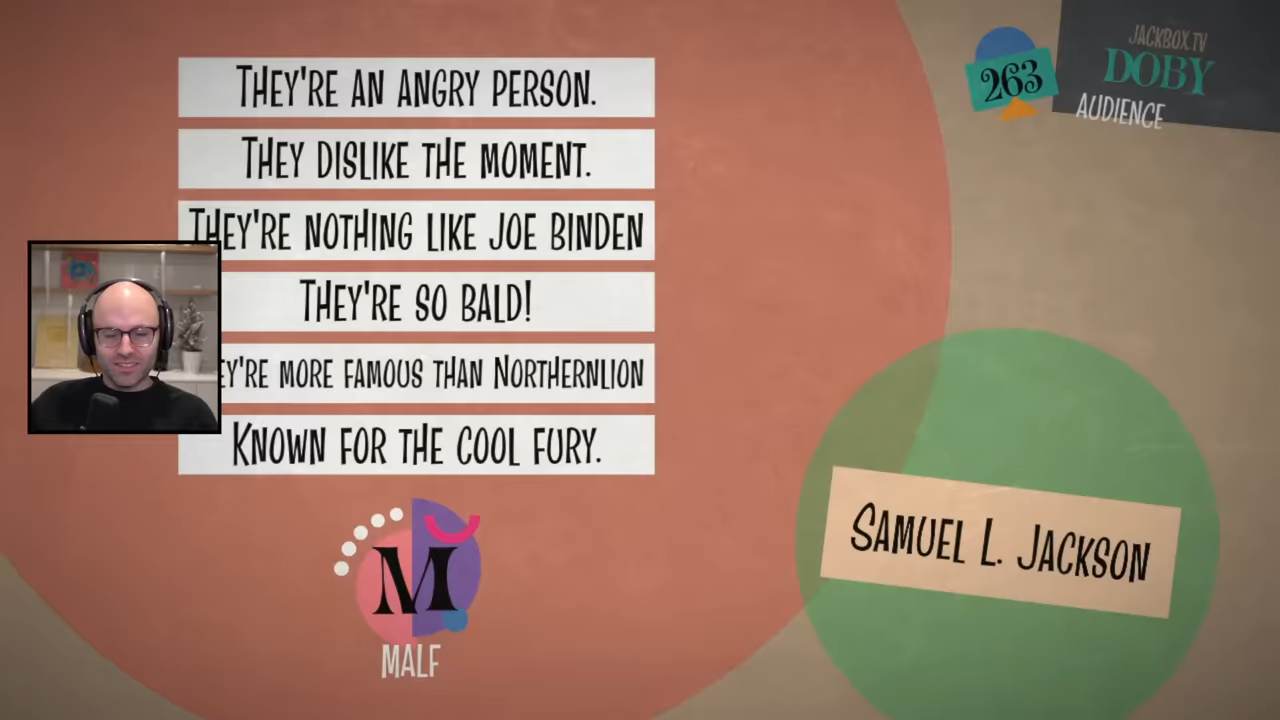 THEY'RE AN ANGRY PERSON.
THEY DISLIKE THE MOMENT.
THEY'RE NOTHING LIKE JOE BINDEN
THEY'RE SO BALD!
EY'RE MORE FAMOUS THAN NORTHERNLION
KNOWN FOR THE COOL FURY.
M
MALF
SAMUEL L. JACKSON
263
JACKBOX.TV
DOBY
AUDIENCE